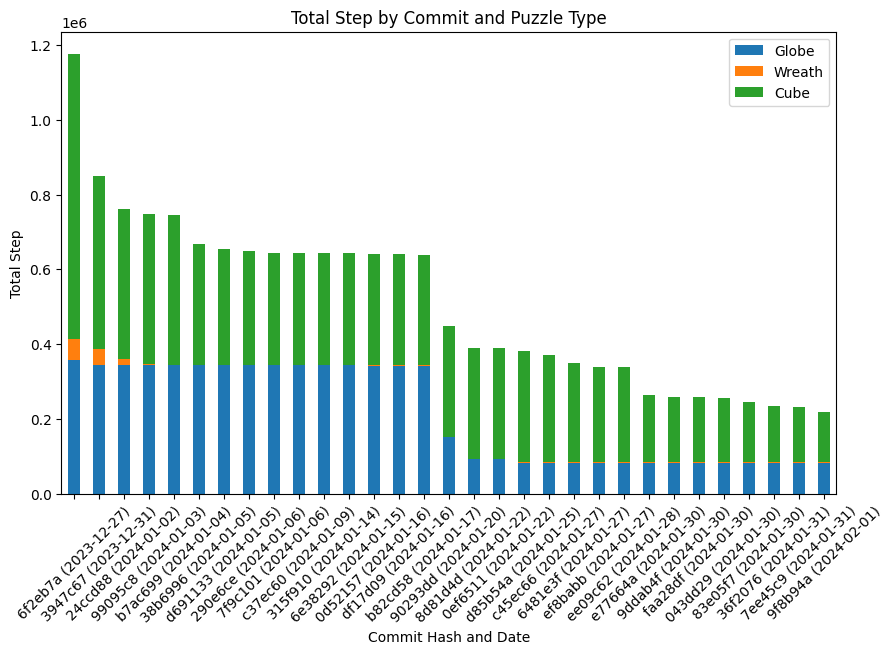 Total Step by Commit and Puzzle Type
1e6
1.2
1.0
0.8
0.6
0.4
0.2
0.0
Total Step
Globe
Wreath
Cube
6f2eb7a (2023-12-27)
3947c67 (2023-12-31)
24ccd88 (2024-01-02)
99095c8 (2024-01-03)
b7ac699 (2024-01-04)
38b6996 (2024-01-05)
d691133 (2024-01-05)
290e6ce (2024-01-06)
7f9c101 (2024-01-06)
c37ec60 (2024-01-09)
315f910 (2024-01-14)
6e38292 (2024-01-15)
0d52157 (2024-01-16)
df17d09 (2024-01-16)
b82cd58 (2024-01-17)
90293dd (2024-01-20)
8d81d4d (2024-01-22)
0ef6511 (2024-01-22)
d85b54a (2024-01-25)
c45ec66 (2024-01-27)
6481e3f (2024-01-27)
ef8babb (2024-01-27)
ee09c62 (2024-01-28)
e77664a (2024-01-30)
9ddab4f (2024-01-30)
faa28df (2024-01-30)
043dd29 (2024-01-30)
83e05f7 (2024-01-30)
36f2076 (2024-01-31)
7ee45c9 (2024-01-31)
9f8b94a (2024-02-01)
Commit Hash and Date